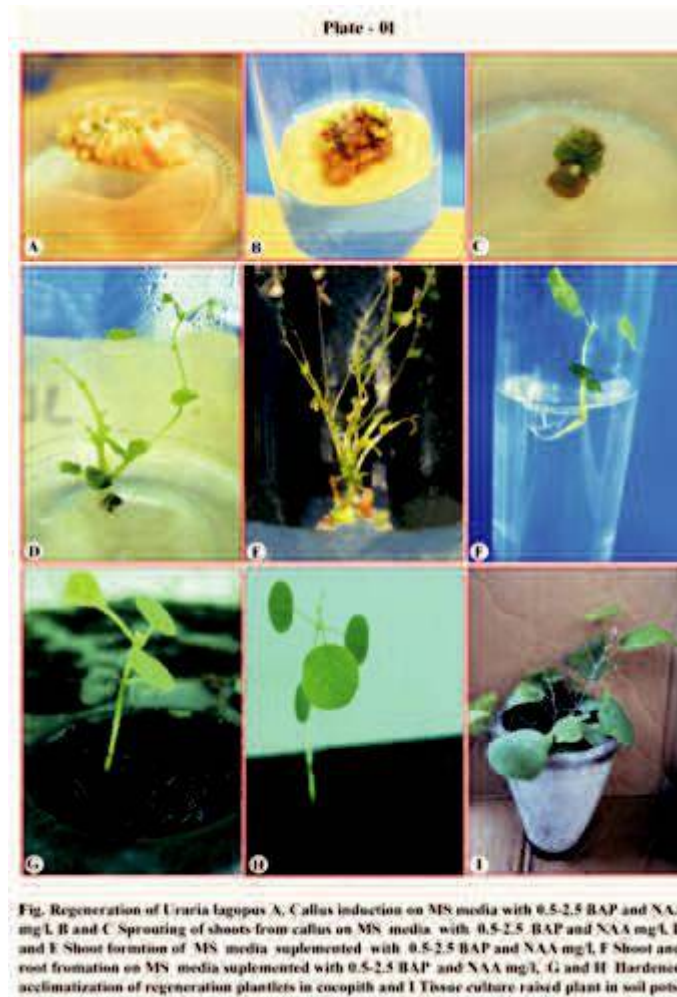 Plate - 01
A
B
C
D
E
F
G
H
I
Fig. Regeneration of Uraria lagopus A. Callus induction on MS media with 0.5-2.5 BAP and NA
mg/l, B and C Sprouting of shoots from callus on MS media with 0.5-2.5 BAP and NAA mg/l,
and E Shoot formtion of MS media suplemented with 0.5-2.5 BAP and NAA mg/l, F Shoot and
root fromation on MS media suplemented with 0.5-2.5 BAP and NAA mg/l, G and H Hardened
acclimatization of regeneration plantlets in cocopith and I Tissue culture raised plant in soil pots